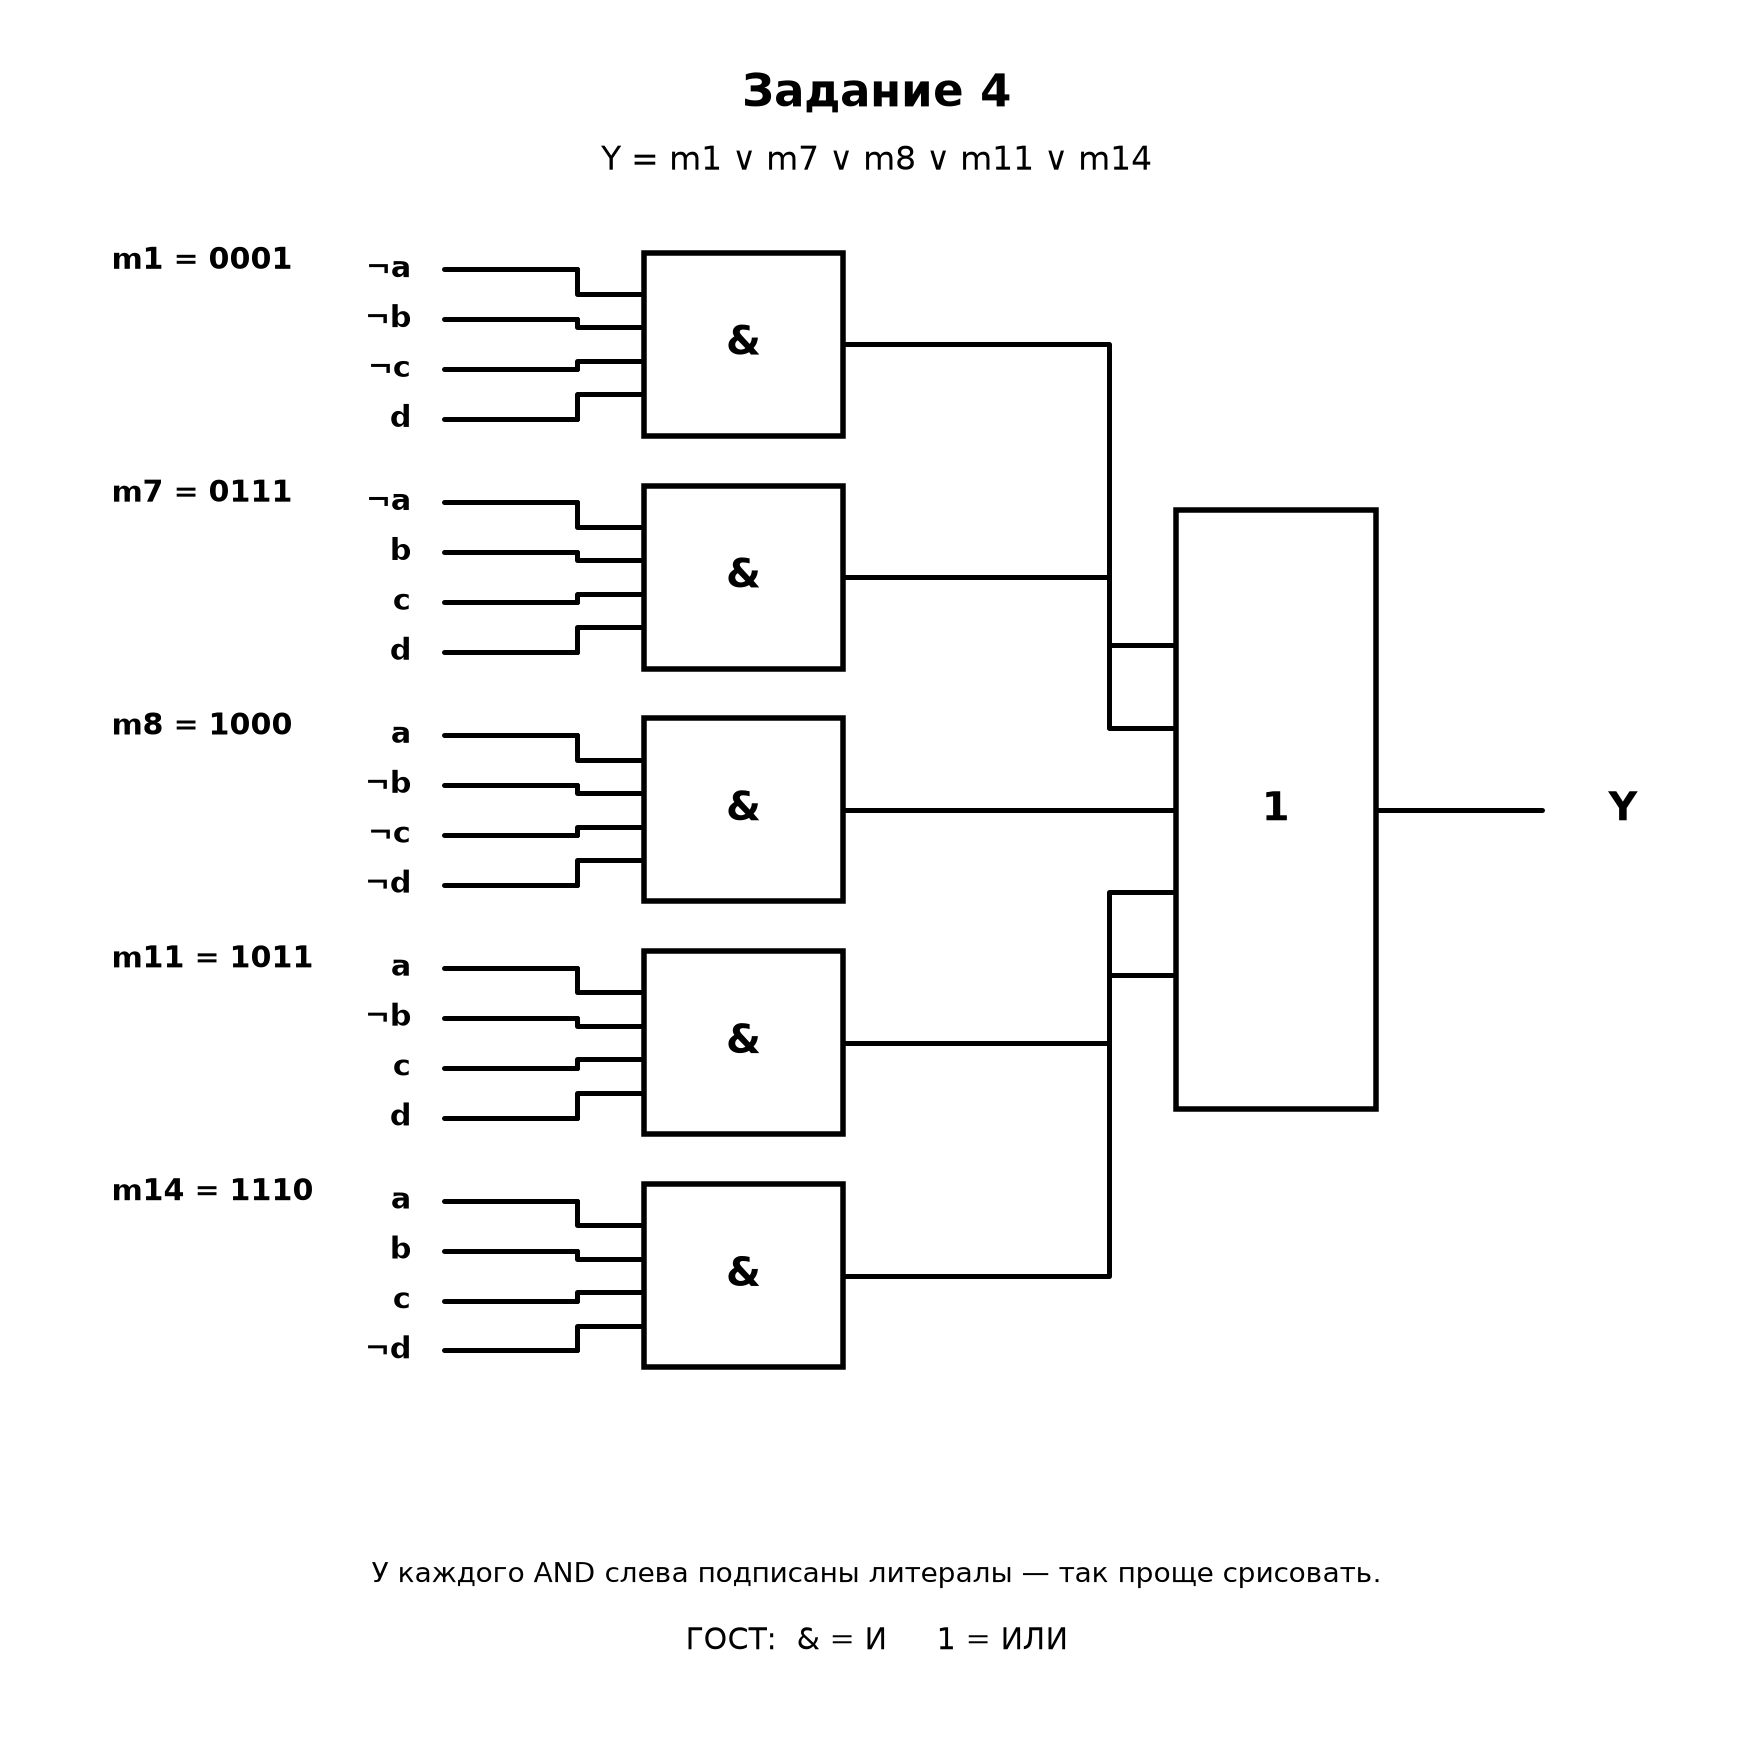 Задание 4
Y = m1 ∨ m7 ∨ m8 ∨ m11 ∨ m14
m1 = 0001
¬a
¬b
¬c
d
&
m7 = 0111
¬a
b
c
d
&
m8 = 1000
a
¬b
¬c
¬d
&
1
Y
m11 = 1011
a
¬b
c
d
&
m14 = 1110
a
b
c
¬d
&
У каждого AND слева подписаны литералы — так проще срисовать.
ГОСТ: & = И 1 = ИЛИ